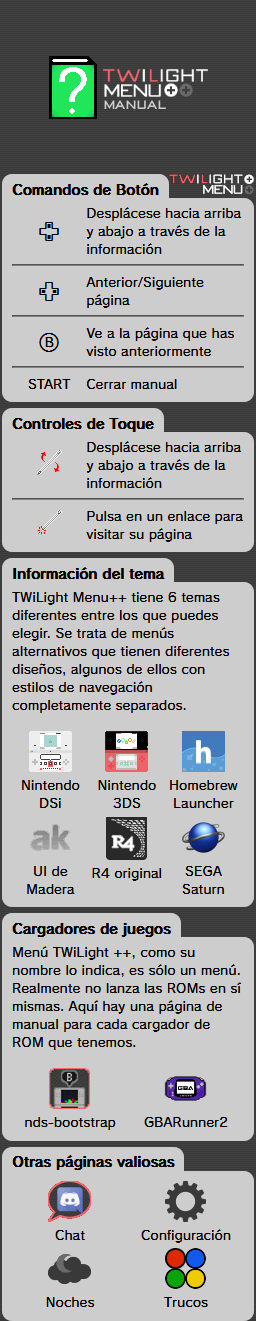 ?
TWiLIGHT
MENU++
MANUAL
TWiLIGHT
MENU++
Comandos de Botón
Desplácese hacia arriba
y abajo a través de la
información
Anterior/Siguiente
página
B
Ve a la página que has
visto anteriormente
START
Cerrar manual
Controles de Toque
Desplácese hacia arriba
y abajo a través de la
información
Pulsa en un enlace para
visitar su página
Información del tema
TWiLight Menu++ tiene 6 temas
diferentes entre los que puedes
elegir. Se trata de menús
alternativos que tienen diferentes
diseños, algunos de ellos con
estilos de navegación
completamente separados.
Nintendo
DSi
Nintendo
3DS
h
Homebrew
Launcher
ak
UI de
Madera
R4
R4 original
SEGA
Saturn
Cargadores de juegos
Menú TWiLight ++, como su
nombre lo indica, es sólo un menú.
Realmente no lanza las ROMs en sí
mismas. Aquí hay una página de
manual para cada cargador de
ROM que tenemos.
B
nds-bootstrap
GBA
GBARunner2
Otras páginas valiosas
Chat
Configuración
Noches
Trucos